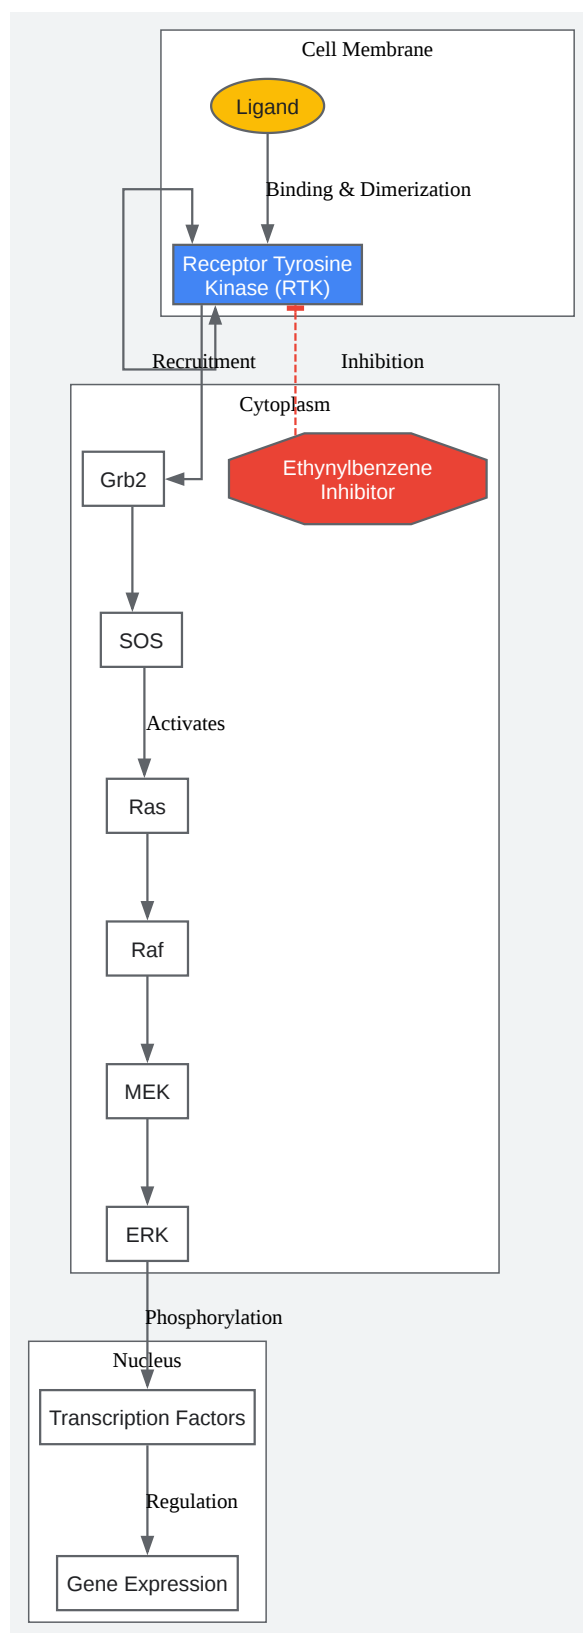 Cell Membrane
Ligand
Binding & Dimerization
Receptor Tyrosine
Kinase (RTK)
Recruitment
Inhibition
Cytoplasm
Ethynylbenzene
Inhibitor
Grb2
SOS
Activates
Ras
Raf
MEK
ERK
Phosphorylation
Nucleus
Transcription Factors
Regulation
Gene Expression